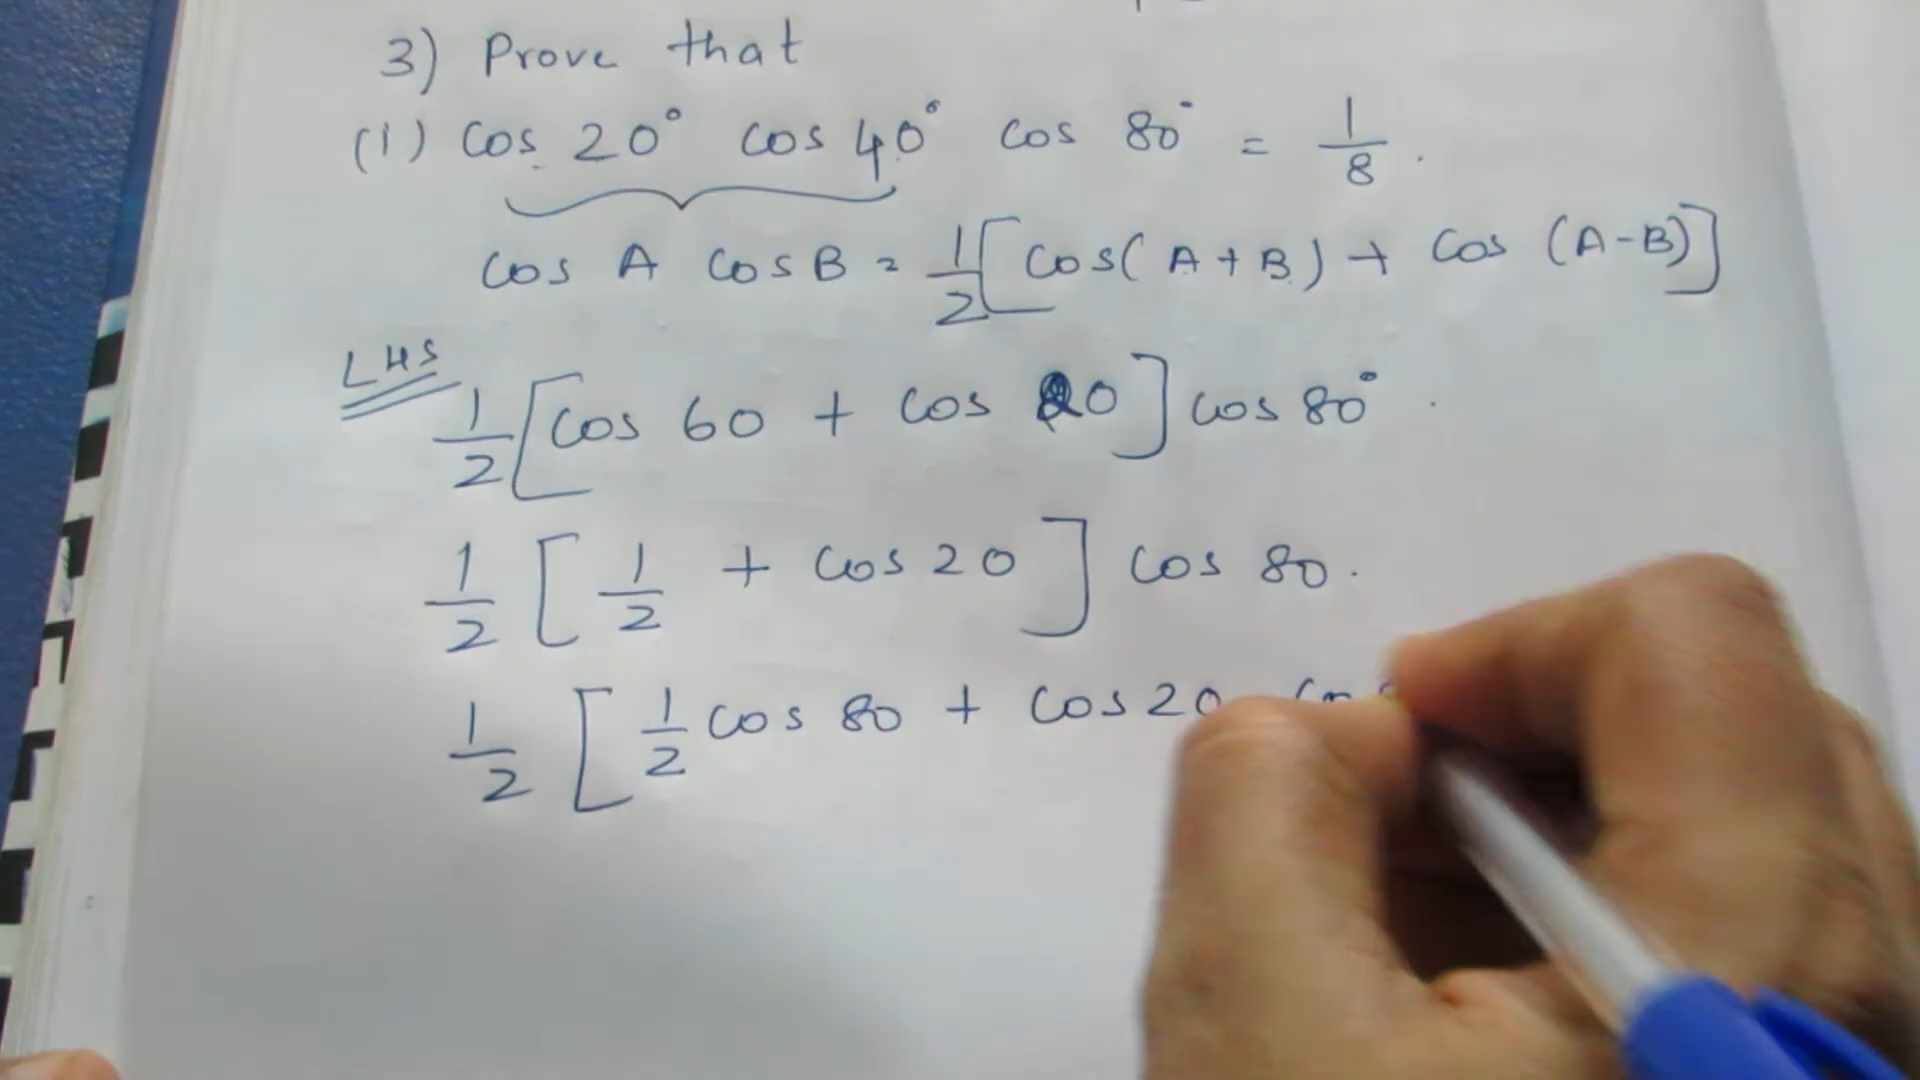 3) Prove that
(1) cos 20° cos 40° cos 80° = 1/8 .
cos A cos B = 1/2 [cos(A+B) + cos (A-B)]
LHS
1/2 [cos 60 + cos 20] cos 80° .
1/2 [1/2 + cos 20] cos 80.
1/2 [1/2 cos 80 + cos 20